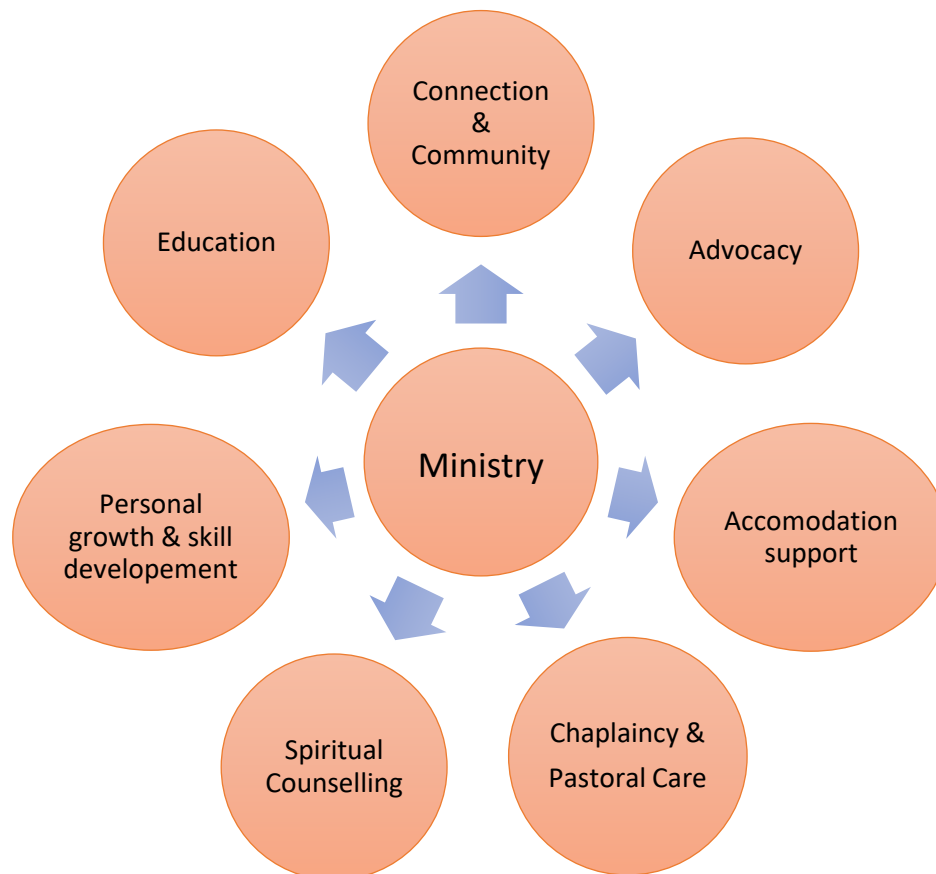 Connection
&
Community
Advocacy
Accomodation
support
Chaplaincy &
Pastoral Care
Spiritual
Counselling
Personal
growth & skill
developement
Education
Ministry